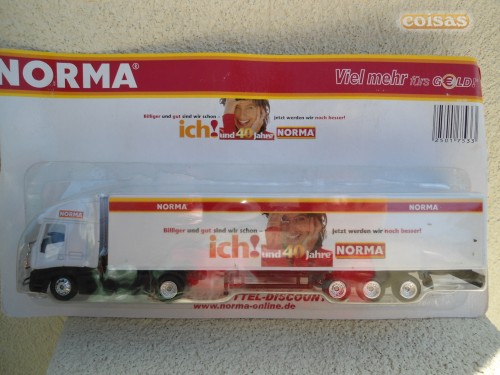 coisas
NORMA®
Viel mehr fürs G€LD!
Billiger und gut sind wir schon – jetzt werden wir noch besser!
ich! und 40 Jahre NORMA
NORMA
NORMA
NORMA
Billiger und gut sind wir schon – jetzt werden wir noch besser!
ich! und 40 Jahre NORMA
TTEL-DISCOUNT
www.norma-online.de